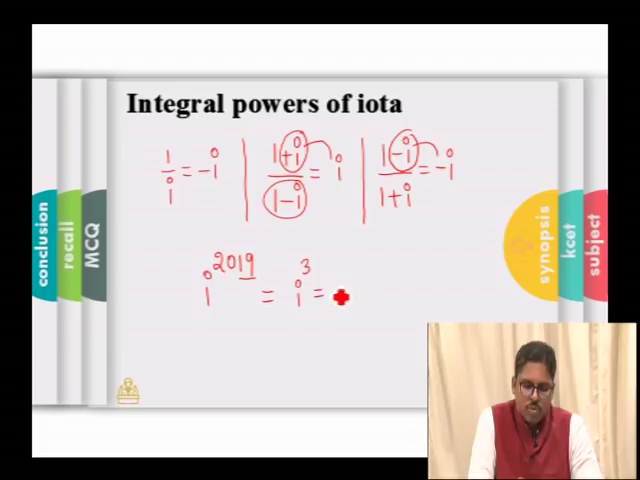 Integral powers of iota
1/i = -i | 1+i/1-i = i | 1-i/1+i = -i
i^2019 = i^3 =
conclusion
recall
MCQ
synopsis
kcet
subject